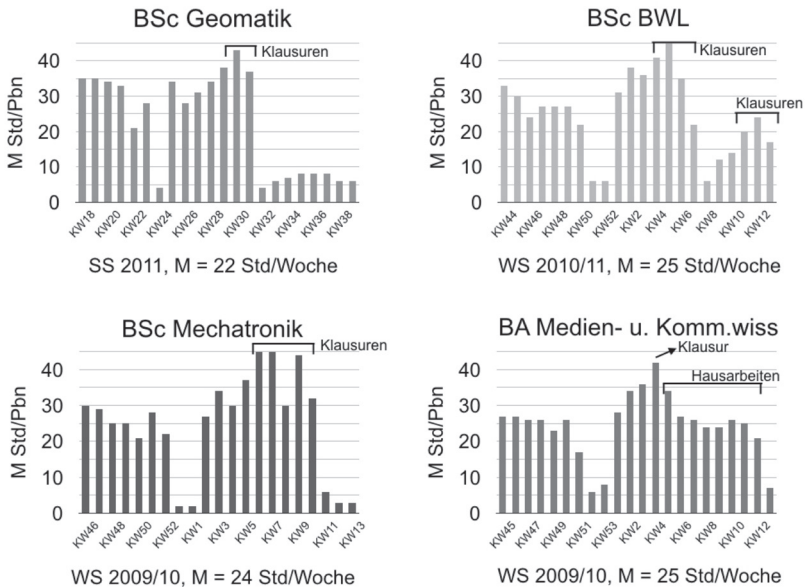 BSc Geomatik
Klausuren
M Std/Pbn
40
30
20
10
0
KW18 KW20 KW22 KW24 KW26 KW28 KW30 KW32 KW34 KW36 KW38
SS 2011, M = 22 Std/Woche
BSc BWL
Klausuren
Klausuren
M Std/Pbn
40
30
20
10
0
KW44 KW46 KW48 KW50 KW52 KW2 KW4 KW6 KW8 KW10 KW12
WS 2010/11, M = 25 Std/Woche
BSc Mechatronik
Klausuren
M Std/Pbn
40
30
20
10
0
KW46 KW48 KW50 KW52 KW1 KW3 KW5 KW7 KW9 KW11 KW13
WS 2009/10, M = 24 Std/Woche
BA Medien- u. Komm.wiss
Klausur
Hausarbeiten
M Std/Pbn
40
30
20
10
0
KW45 KW47 KW49 KW51 KW53 KW2 KW4 KW6 KW8 KW10 KW12
WS 2009/10, M = 25 Std/Woche